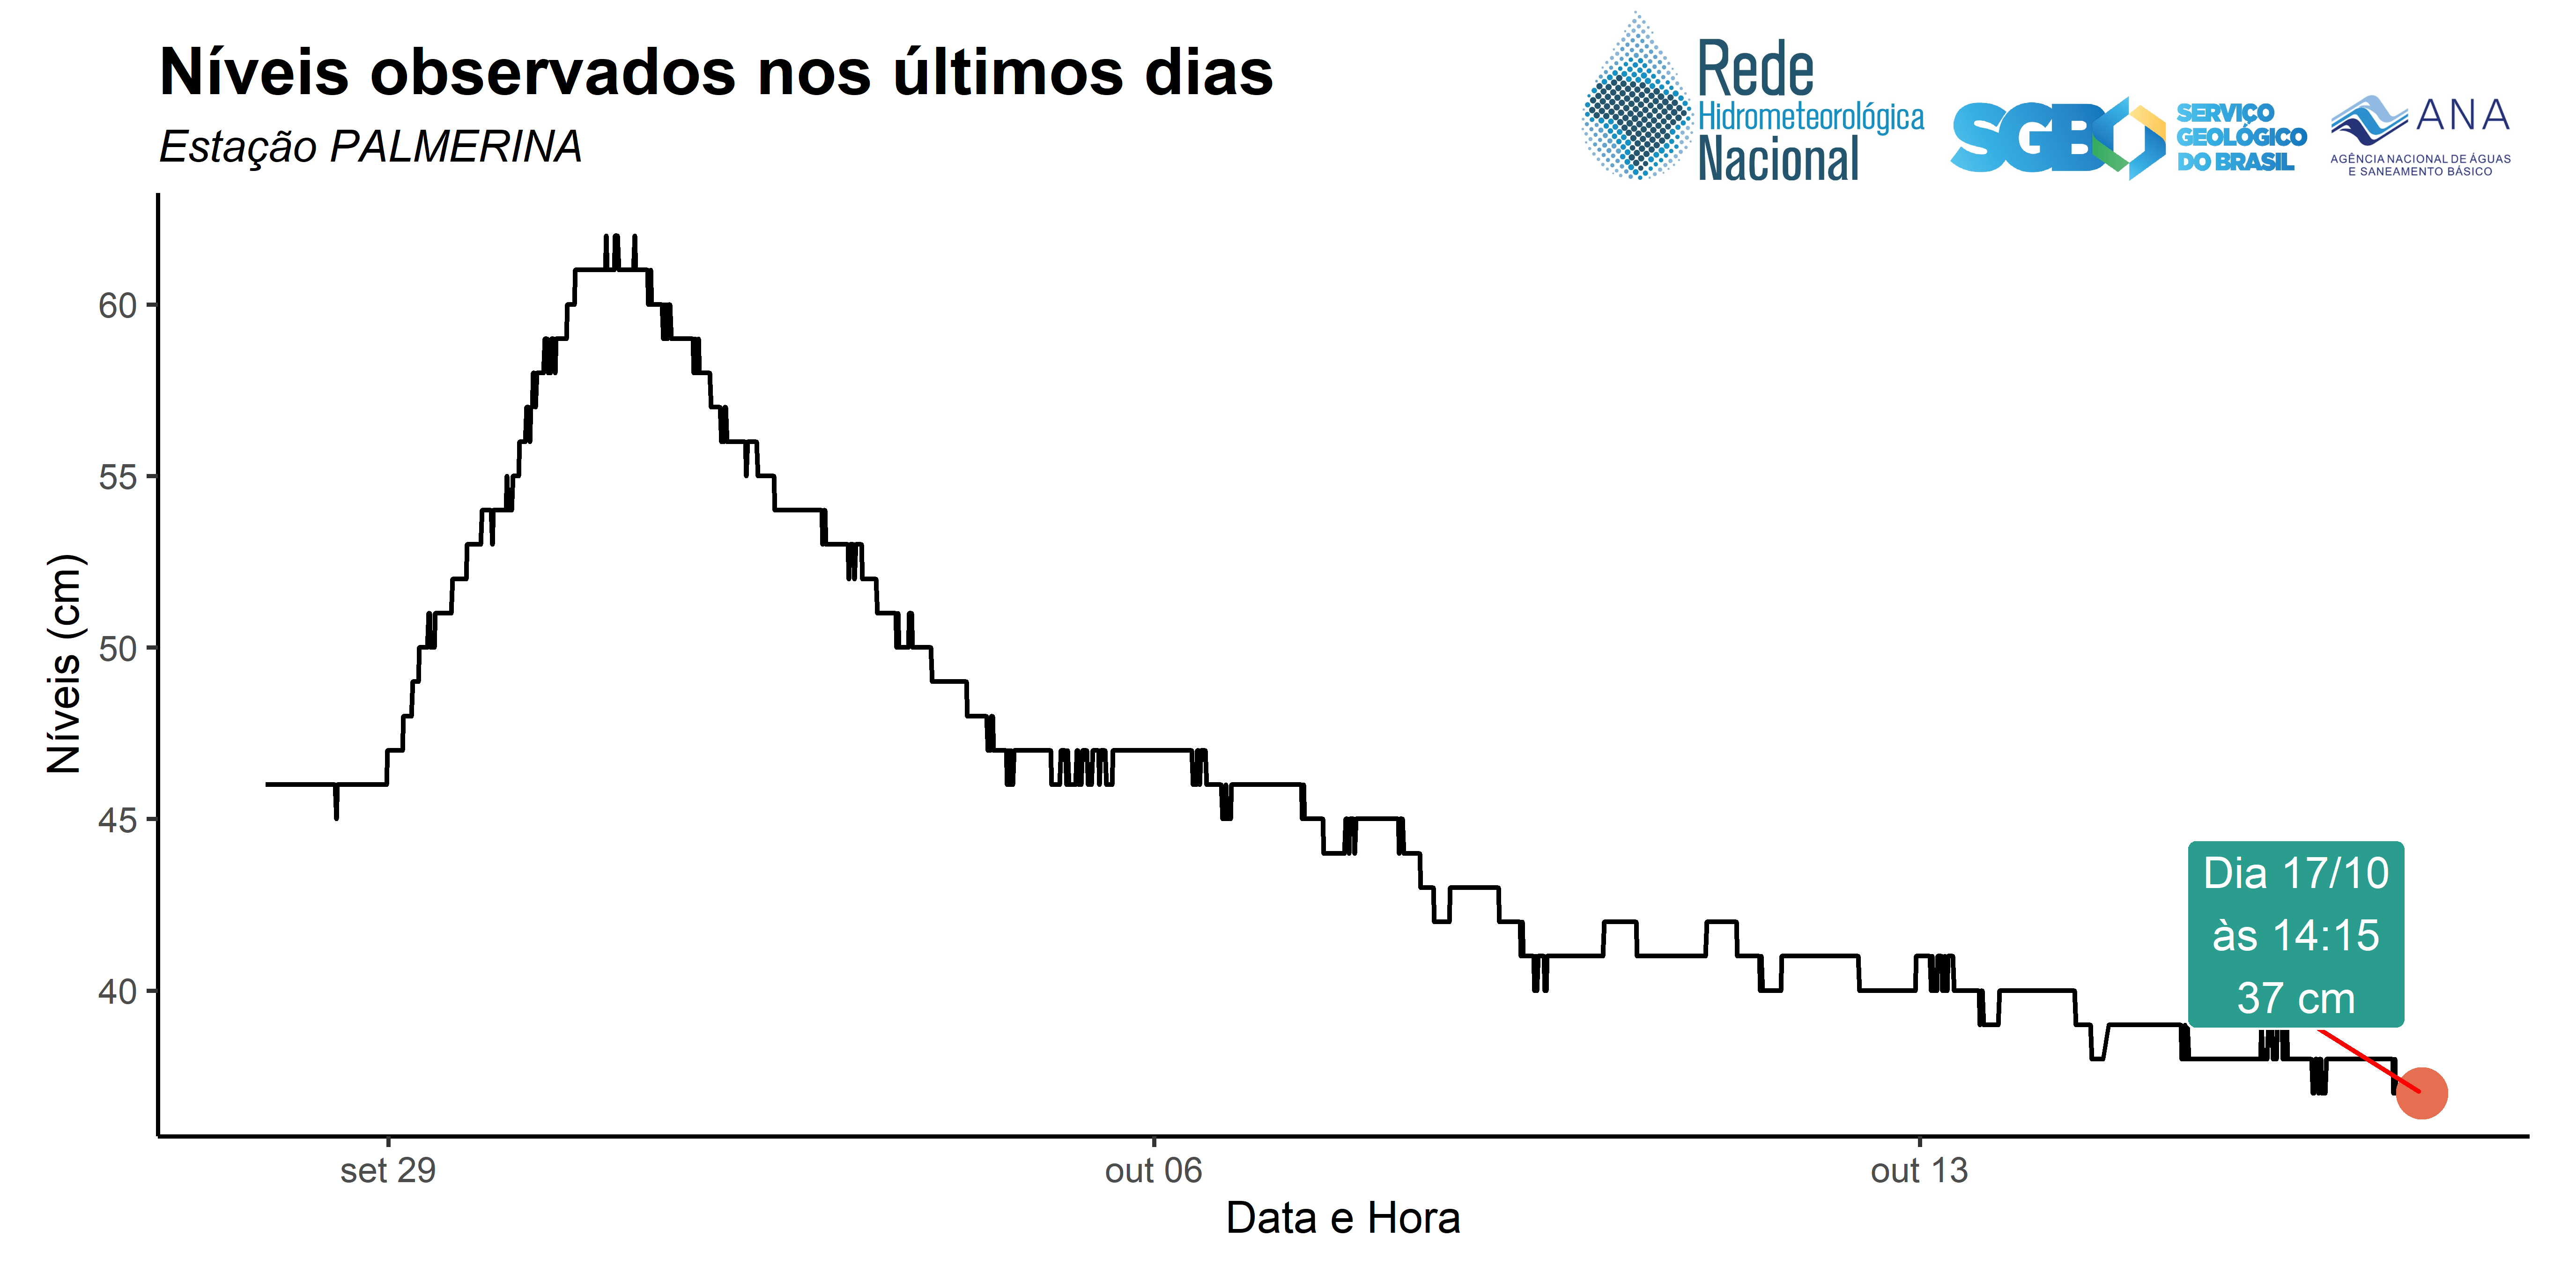 Níveis observados nos últimos dias
Estação PALMERINA
Rede
Hidrometeorológica
Nacional
SGB
SERVIÇO
GEOLÓGICO
DO BRASIL
ANA
AGÊNCIA NACIONAL DE ÁGUAS
E SANEAMENTO BÁSICO
Níveis (cm)
60
55
50
45
40
Dia 17/10
às 14:15
37 cm
set 29
out 06
out 13
Data e Hora